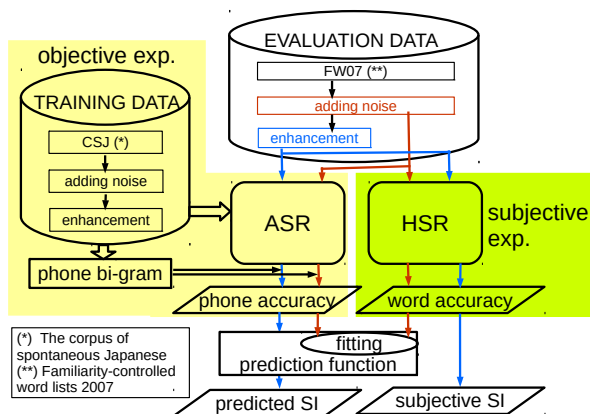 EVALUATION DATA
FW07 (**)
adding noise
enhancement
objective exp.
TRAINING DATA
CSJ (*)
adding noise
enhancement
ASR
HSR
subjective
exp.
phone bi-gram
phone accuracy
word accuracy
fitting
prediction function
predicted SI
subjective SI
(*) The corpus of
spontaneous Japanese
(**) Familiarity-controlled
word lists 2007